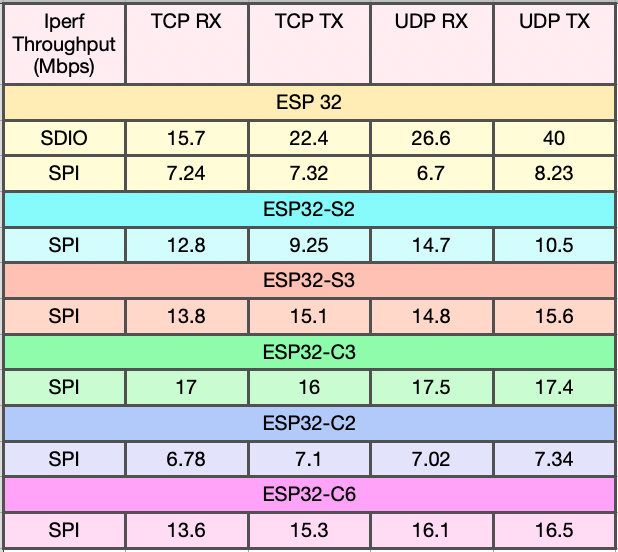 Iperf Throughput (Mbps) TCP RX TCP TX UDP RX UDP TX
ESP 32
SDIO 15.7 22.4 26.6 40
SPI 7.24 7.32 6.7 8.23
ESP32-S2
SPI 12.8 9.25 14.7 10.5
ESP32-S3
SPI 13.8 15.1 14.8 15.6
ESP32-C3
SPI 17 16 17.5 17.4
ESP32-C2
SPI 6.78 7.1 7.02 7.34
ESP32-C6
SPI 13.6 15.3 16.1 16.5